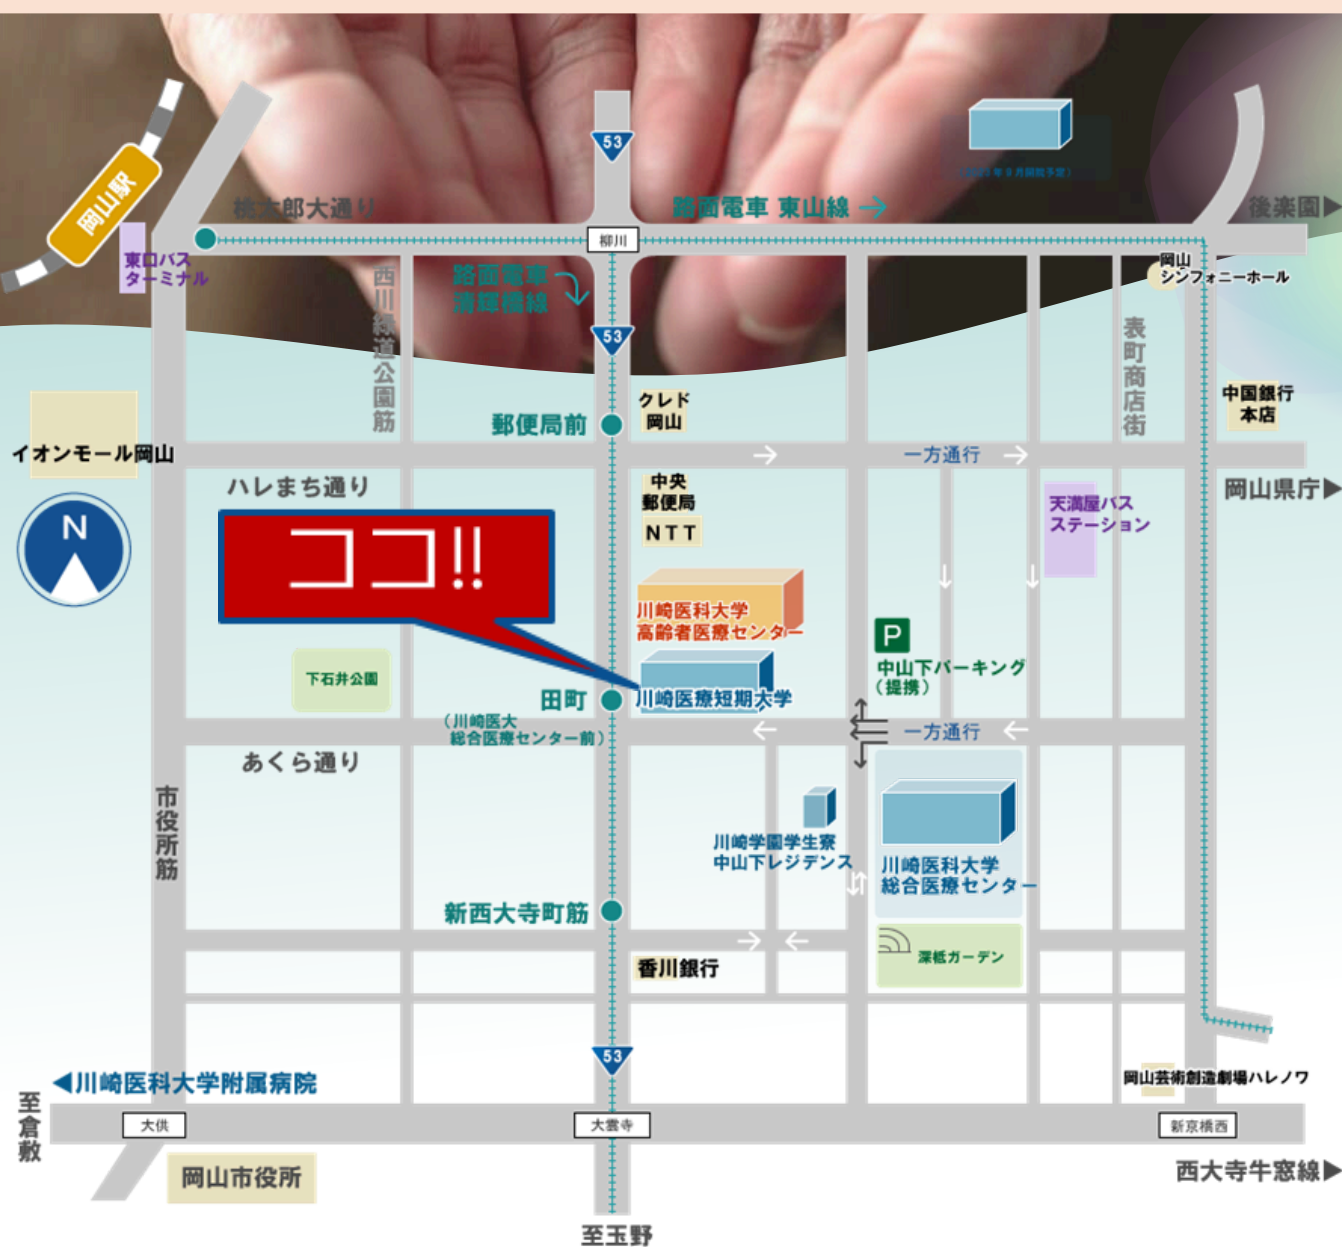 53
岡山駅
桃太郎大通り
路面電車 東山線 →
後楽園▶
柳川
東口バス
ターミナル
西川緑道公園筋
路面電車
清輝橋線
岡山
シンフォニーホール
53
表町商店街
クレド
岡山
郵便局前
中国銀行
本店
イオンモール岡山
一方通行
ハレまち通り
中央
郵便局
NTT
岡山県庁▶
天満屋バス
ステーション
N
ココ!!
川崎医科大学
高齢者医療センター
P
中山下パーキング
(提携)
下石井公園
田町
(川崎医大
総合医療センター前)
川崎医療短期大学
一方通行
あくら通り
市役所筋
川崎学園学生寮
中山下レジデンス
川崎医科大学
総合医療センター
新西大寺町筋
香川銀行
深柢ガーデン
53
◀川崎医科大学附属病院
岡山芸術創造劇場ハレノワ
至倉敷
大供
大雲寺
新京橋西
岡山市役所
西大寺牛窓線▶
至玉野